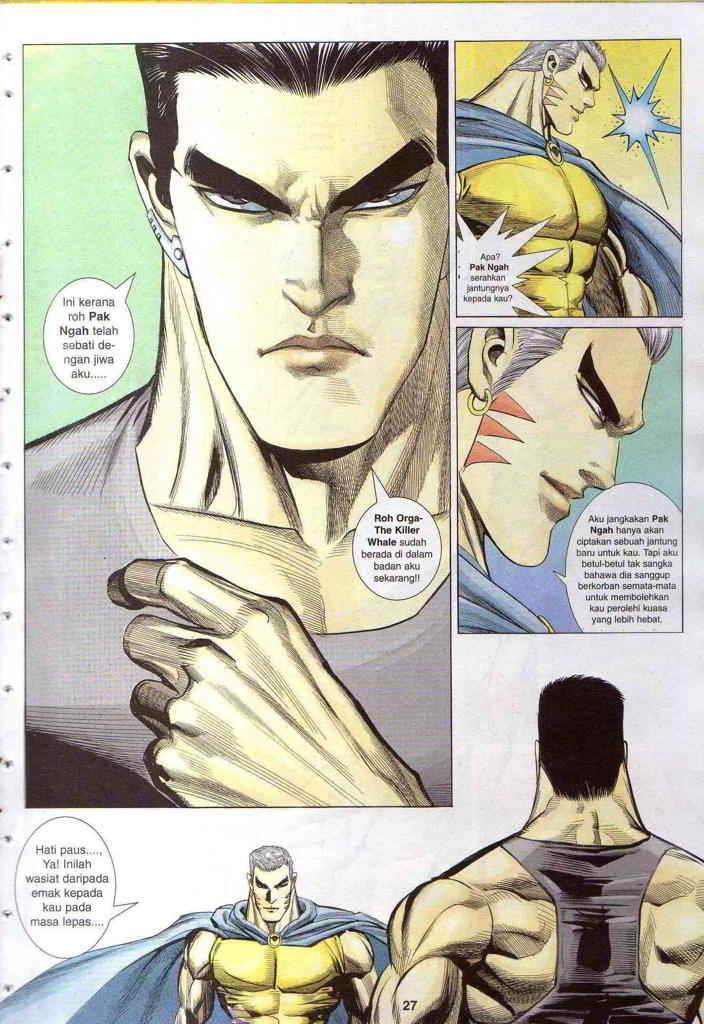 Ini kerana
roh Pak
Ngah telah
sebati de-
ngan jiwa
aku.....
Roh Orga-
The Killer
Whale sudah
berada di dalam
badan aku
sekarang!!
Apa?
Pak Ngah
serahkan
jantungnya
kepada kau?
Aku jangkakan Pak
Ngah hanya akan
ciptakan sebuah jantung
baru untuk kau. Tapi aku
betul-betul tak sangka
bahawa dia sanggup
berkorban semata-mata
untuk membolehkan
kau perolehi kuasa
yang lebih hebat.
Hati paus....,
Ya! Inilah
wasiat daripada
emak kepada
kau pada
masa lepas....
27